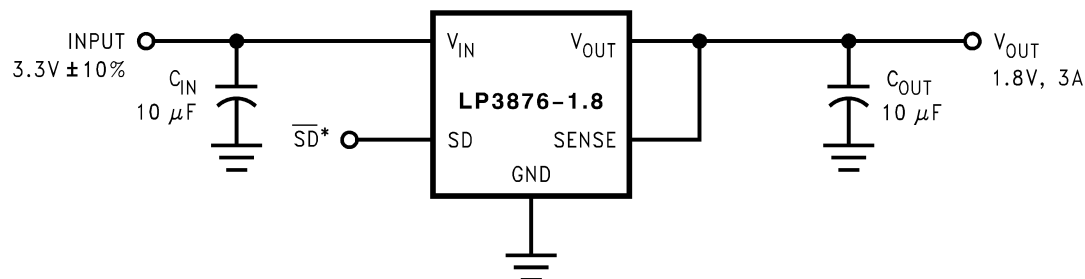 INPUT
3.3V ±10%
C_IN
10 μF
S̅D̅*
V_IN
V_OUT
LP3876-1.8
SD
SENSE
GND
C_OUT
10 μF
V_OUT
1.8V, 3A